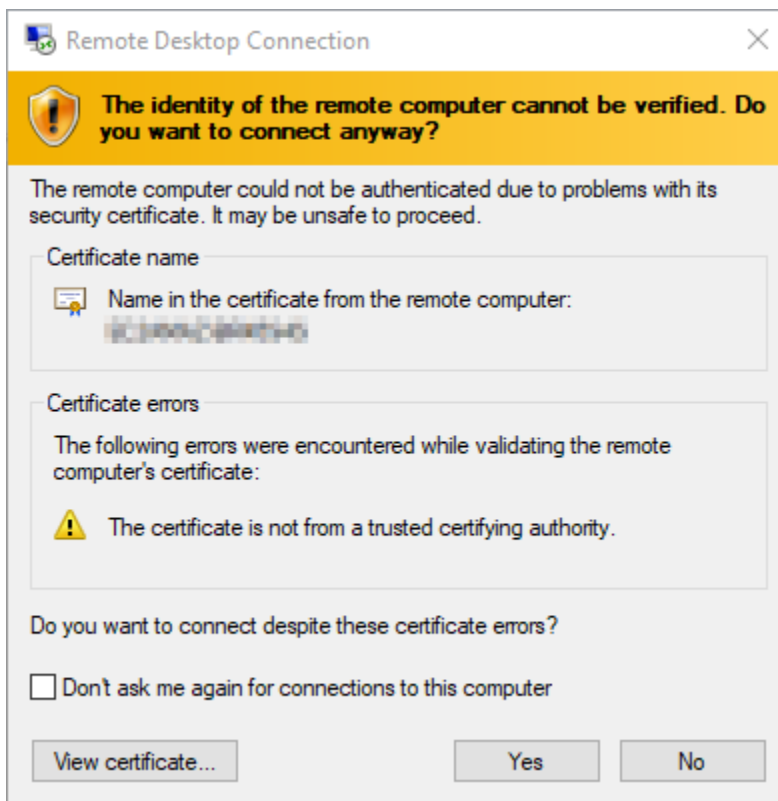 Remote Desktop Connection
The identity of the remote computer cannot be verified. Do
you want to connect anyway?
The remote computer could not be authenticated due to problems with its
security certificate. It may be unsafe to proceed.
Certificate name
Name in the certificate from the remote computer:
Certificate errors
The following errors were encountered while validating the remote
computer's certificate:
The certificate is not from a trusted certifying authority.
Do you want to connect despite these certificate errors?
Don't ask me again for connections to this computer
View certificate...
Yes
No